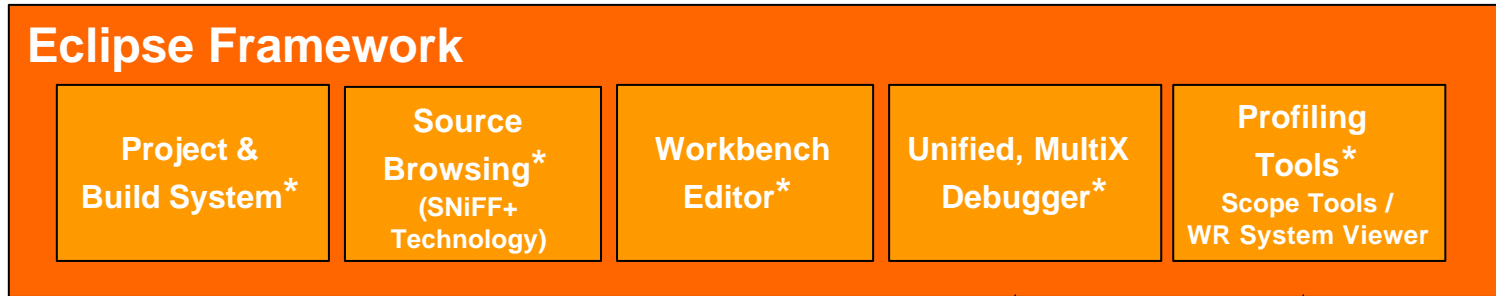 Eclipse Framework
Project &
Build System*
Source
Browsing*
(SNiFF+
Technology)
Workbench
Editor*
Unified, MultiX
Debugger*
Profiling
Tools*
Scope Tools /
WR System Viewer